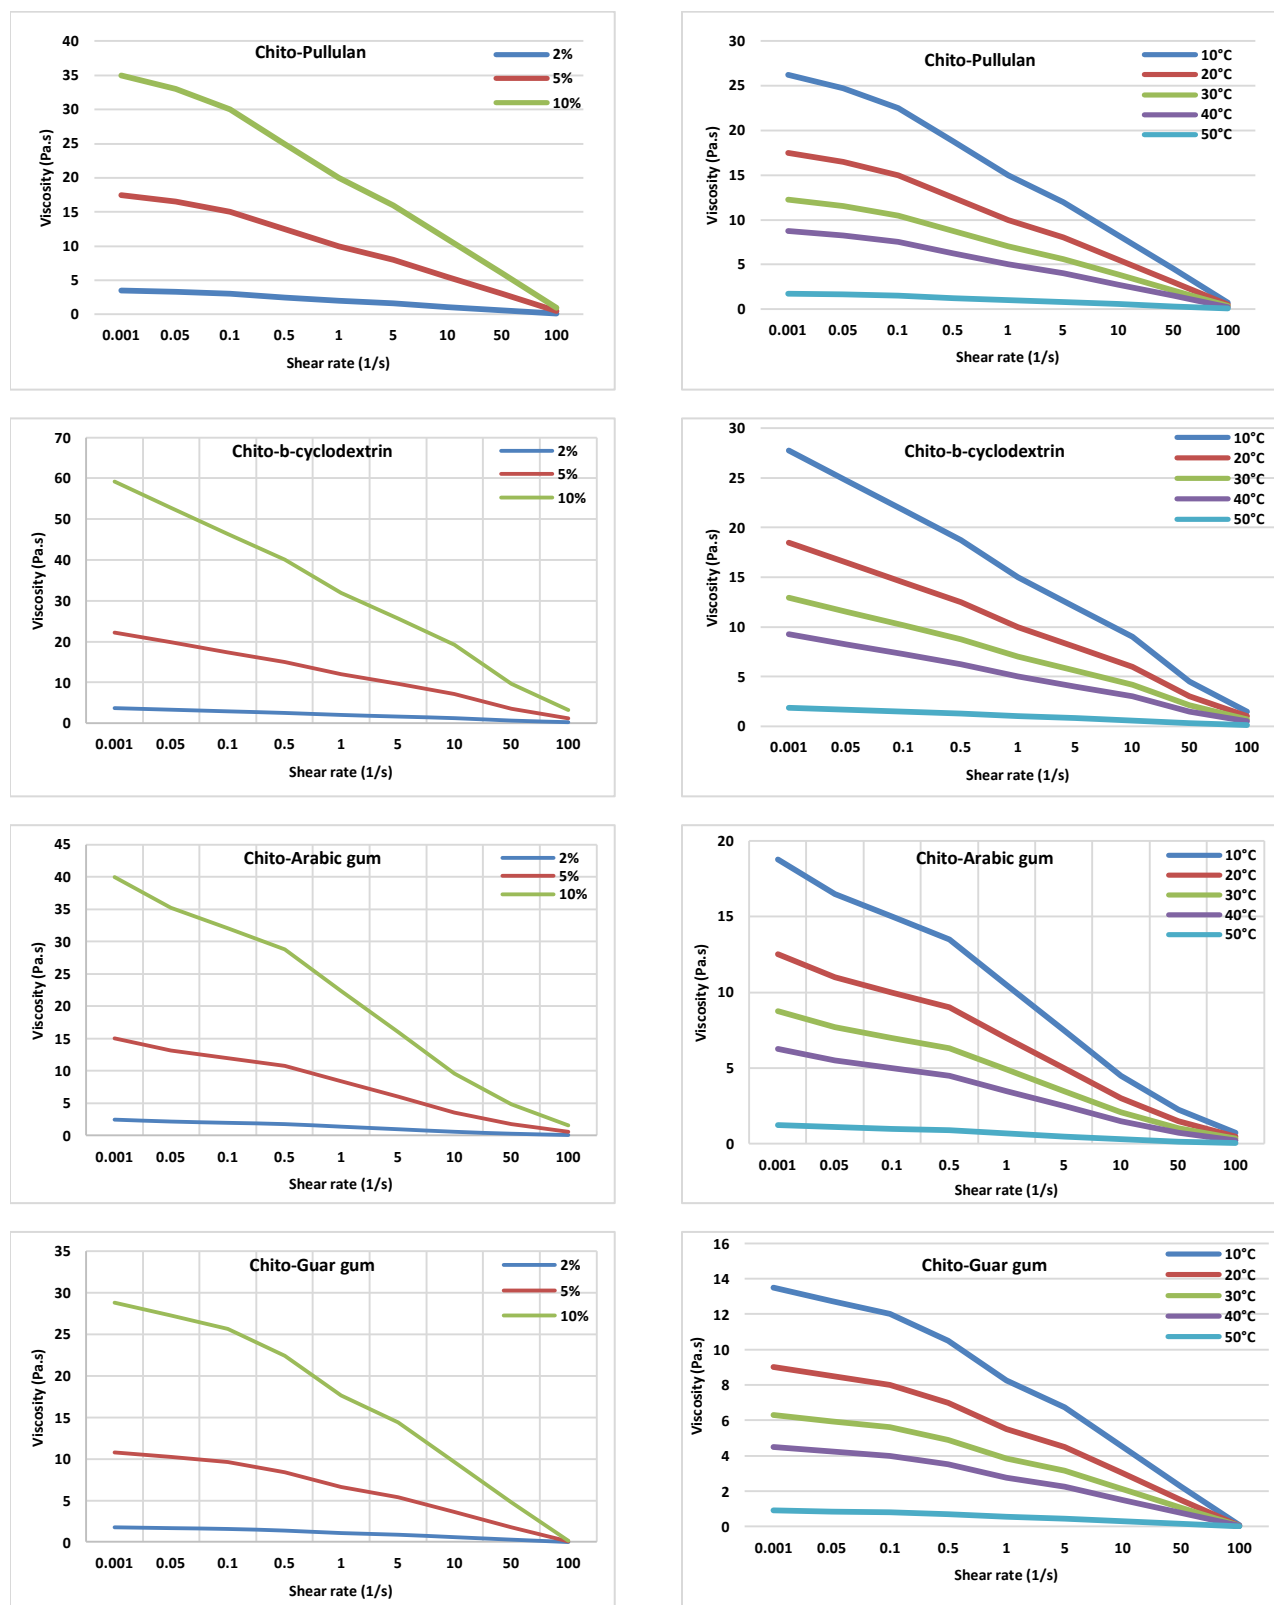 Chito-Pullulan
2%
5%
10%
40
35
30
25
20
15
10
5
0
Viscosity (Pa.s)
0.001 0.05 0.1 0.5 1 5 10 50 100
Shear rate (1/s)
Chito-Pullulan
10°C
20°C
30°C
40°C
50°C
30
25
20
15
10
5
0
Viscosity (Pa.s)
0.001 0.05 0.1 0.5 1 5 10 50 100
Shear rate (1/s)
Chito-b-cyclodextrin
2%
5%
10%
70
60
50
40
30
20
10
0
Viscosity (Pa.s)
0.001 0.05 0.1 0.5 1 5 10 50 100
Shear rate (1/s)
Chito-b-cyclodextrin
10°C
20°C
30°C
40°C
50°C
30
25
20
15
10
5
0
Viscosity (Pa.s)
0.001 0.05 0.1 0.5 1 5 10 50 100
Shear rate (1/s)
Chito-Arabic gum
2%
5%
10%
45
40
35
30
25
20
15
10
5
0
Viscosity (Pa.s)
0.001 0.05 0.1 0.5 1 5 10 50 100
Shear rate (1/s)
Chito-Arabic gum
10°C
20°C
30°C
40°C
50°C
20
15
10
5
0
Viscosity (Pa.s)
0.001 0.05 0.1 0.5 1 5 10 50 100
Shear rate (1/s)
Chito-Guar gum
2%
5%
10%
35
30
25
20
15
10
5
0
Viscosity (Pa.s)
0.001 0.05 0.1 0.5 1 5 10 50 100
Shear rate (1/s)
Chito-Guar gum
10°C
20°C
30°C
40°C
50°C
16
14
12
10
8
6
4
2
0
Viscosity (Pa.s)
0.001 0.05 0.1 0.5 1 5 10 50 100
Shear rate (1/s)